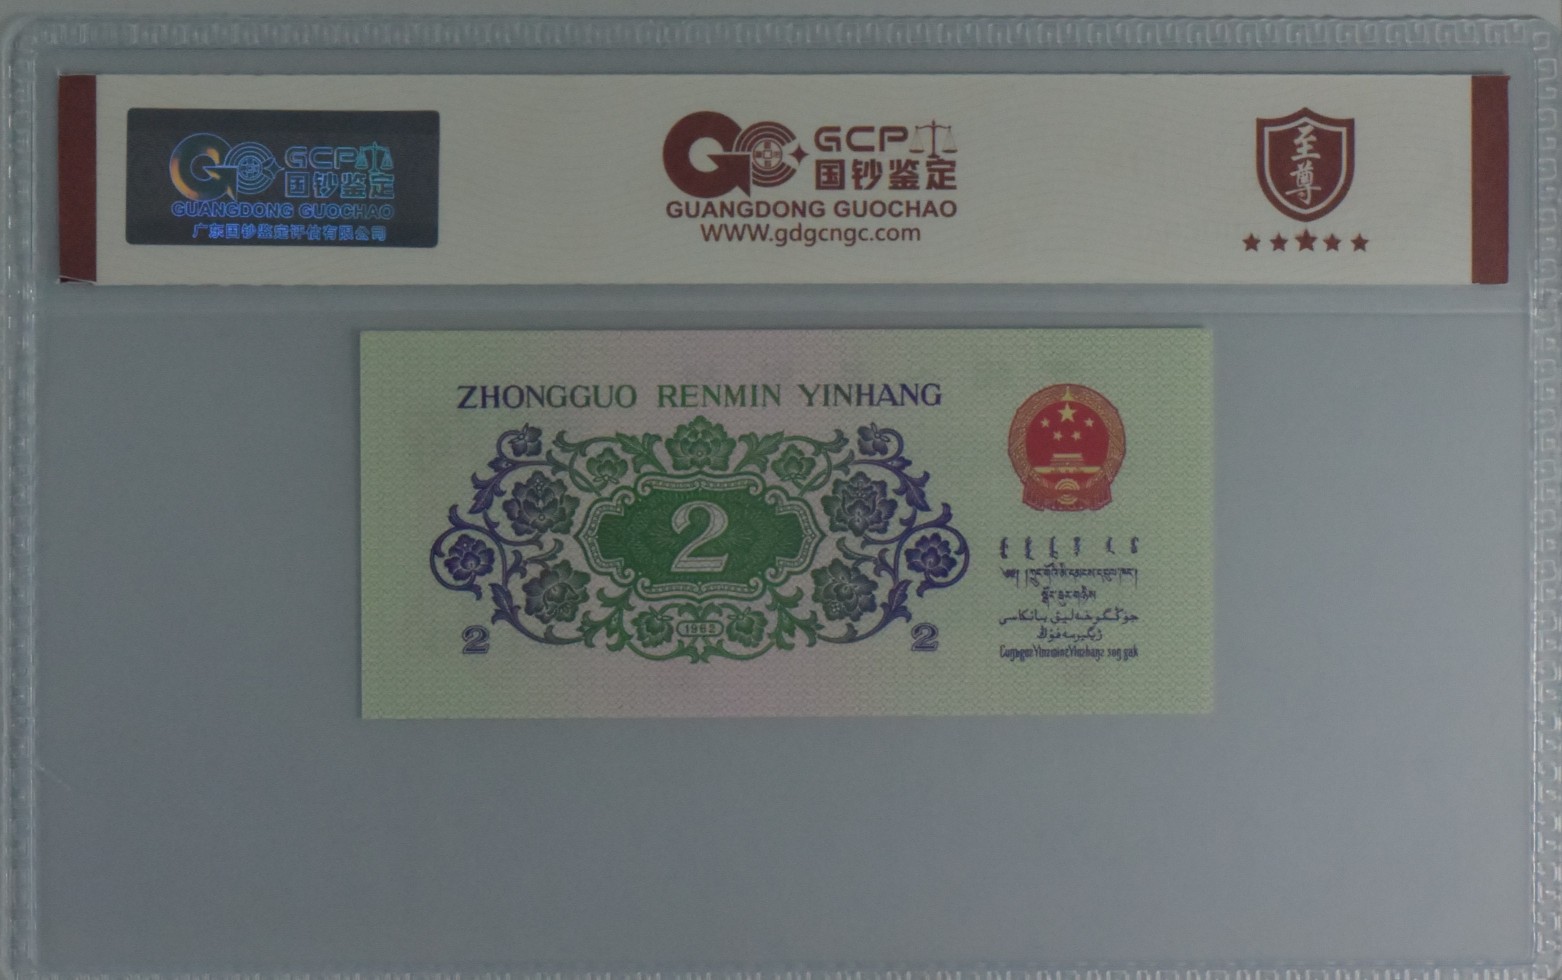 GCP
国钞鉴定
GUANGDONG GUOCHAO
广东国钞鉴定评估有限公司
GCP
国钞鉴定
GUANGDONG GUOCHAO
WWW.gdgcngc.com
至尊
ZHONGGUO RENMIN YINHANG
2
1962
2
2
جۇڭگوخەلىق بانكاسى